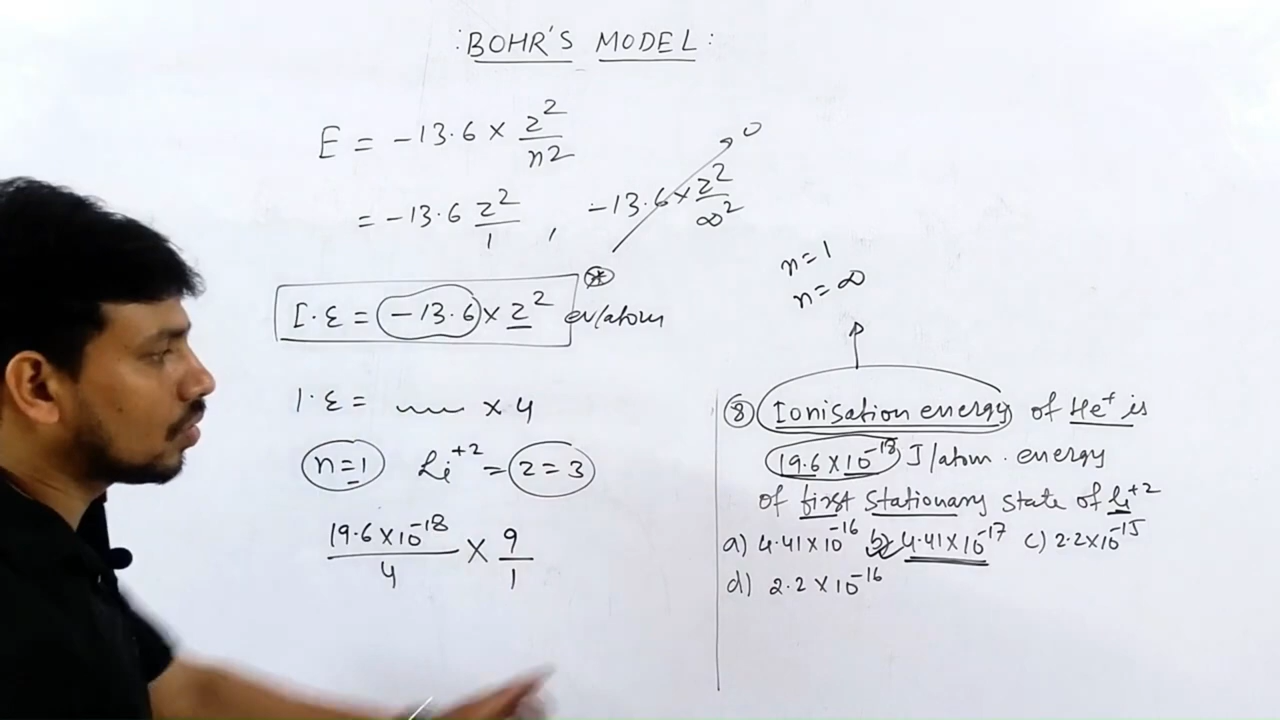 : BOHR'S MODEL :
E = -13.6 × z²/n2
= -13.6 z²/1 , -13.6 × z²/∞² 0
I.E = -13.6 × z² ev/atom
I.E = × 4
n=1 Li⁺² = z = 3
19.6 × 10⁻¹⁸/4 × 9/1
n=1
n=∞
⑧ Ionisation energy of He⁺ is
19.6 × 10⁻¹⁸ J/atom . energy
of first stationary state of Li⁺²
a) 4.41×10⁻¹⁶ b) 4.41×10⁻¹⁷ c) 2.2×10⁻¹⁵
d) 2.2 × 10⁻¹⁶